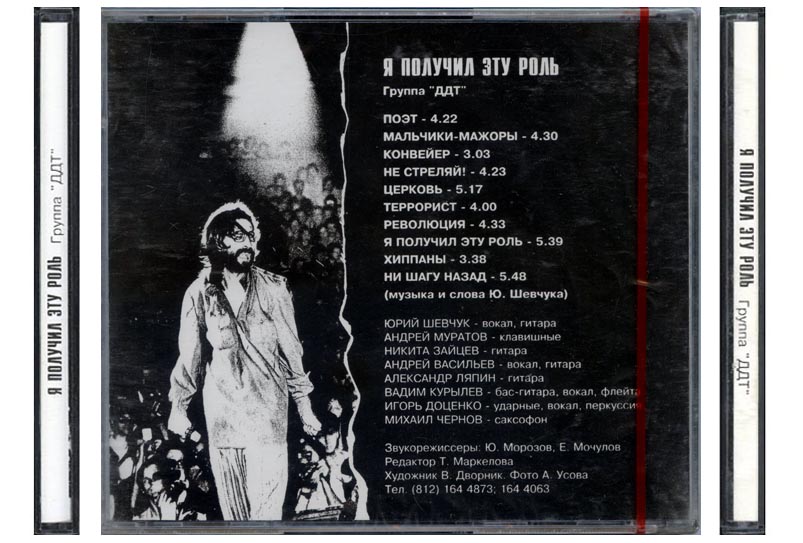 Я ПОЛУЧИЛ ЭТУ РОЛЬ Группа "ДДТ"
Я ПОЛУЧИЛ ЭТУ РОЛЬ
Группа "ДДТ"
ПОЭТ - 4.22
МАЛЬЧИКИ-МАЖОРЫ - 4.30
КОНВЕЙЕР - 3.03
НЕ СТРЕЛЯЙ! - 4.23
ЦЕРКОВЬ - 5.17
ТЕРРОРИСТ - 4.00
РЕВОЛЮЦИЯ - 4.33
Я ПОЛУЧИЛ ЭТУ РОЛЬ - 5.39
ХИППАНЫ - 3.38
НИ ШАГУ НАЗАД - 5.48
(музыка и слова Ю. Шевчука)
ЮРИЙ ШЕВЧУК - вокал, гитара
АНДРЕЙ МУРАТОВ - клавишные
НИКИТА ЗАЙЦЕВ - гитара
АНДРЕЙ ВАСИЛЬЕВ - вокал, гитара
АЛЕКСАНДР ЛЯПИН - гитара
ВАДИМ КУРЫЛЕВ - бас-гитара, вокал, флейта
ИГОРЬ ДОЦЕНКО - ударные, вокал, перкуссия
МИХАИЛ ЧЕРНОВ - саксофон
Звукорежиссеры: Ю. Морозов, Е. Мочулов
Редактор Т. Маркелова
Художник В. Дворник. Фото А. Усова
Тел. (812) 164 4873; 164 4063
Я ПОЛУЧИЛ ЭТУ РОЛЬ Группа "ДДТ"